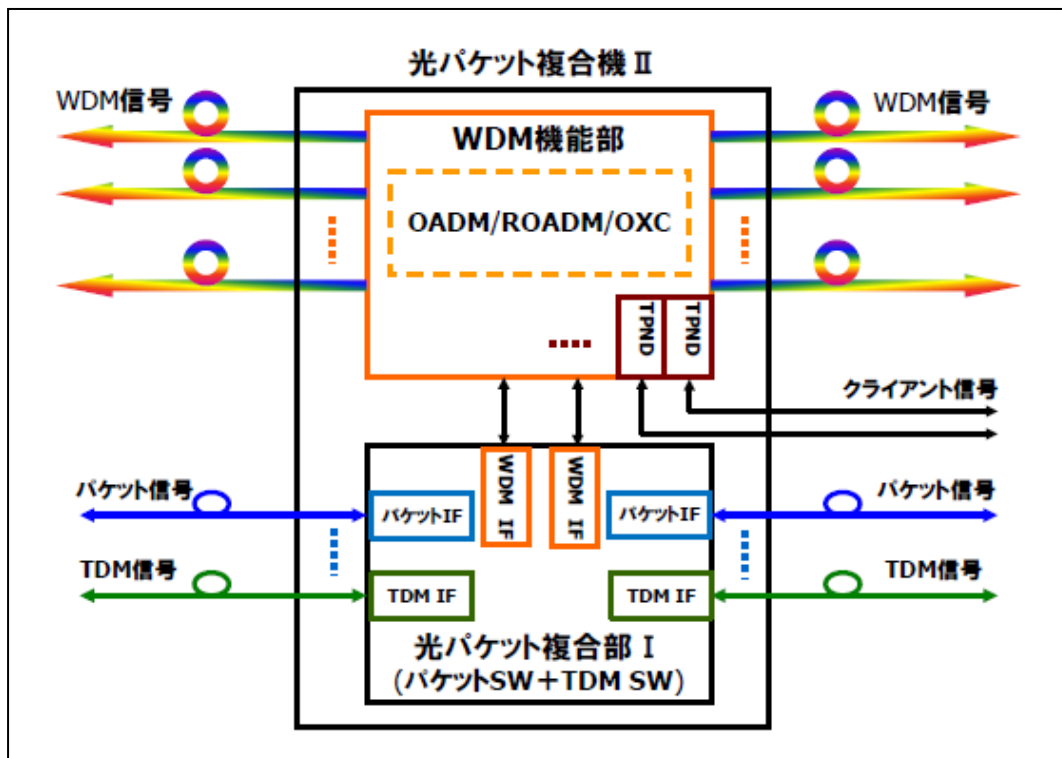 光パケット複合機Ⅱ
WDM信号
WDM信号
WDM機能部
OADM/ROADM/OXC
TPND
TPND
クライアント信号
WDM IF
WDM IF
パケット信号
パケット信号
パケットIF
パケットIF
TDM信号
TDM信号
TDM IF
TDM IF
光パケット複合部Ⅰ
(パケットSW+TDM SW)